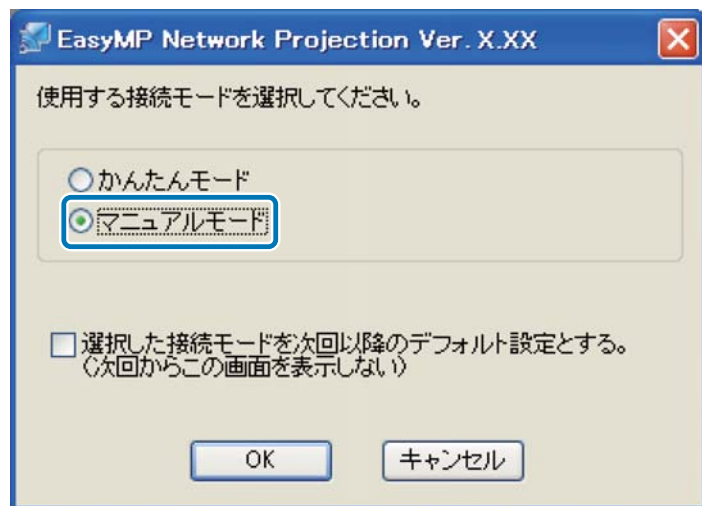 EasyMP Network Projection Ver. X.XX
使用する接続モードを選択してください。
かんたんモード
マニュアルモード
選択した接続モードを次回以降のデフォルト設定とする。
(次回からこの画面を表示しない)
OK
キャンセル